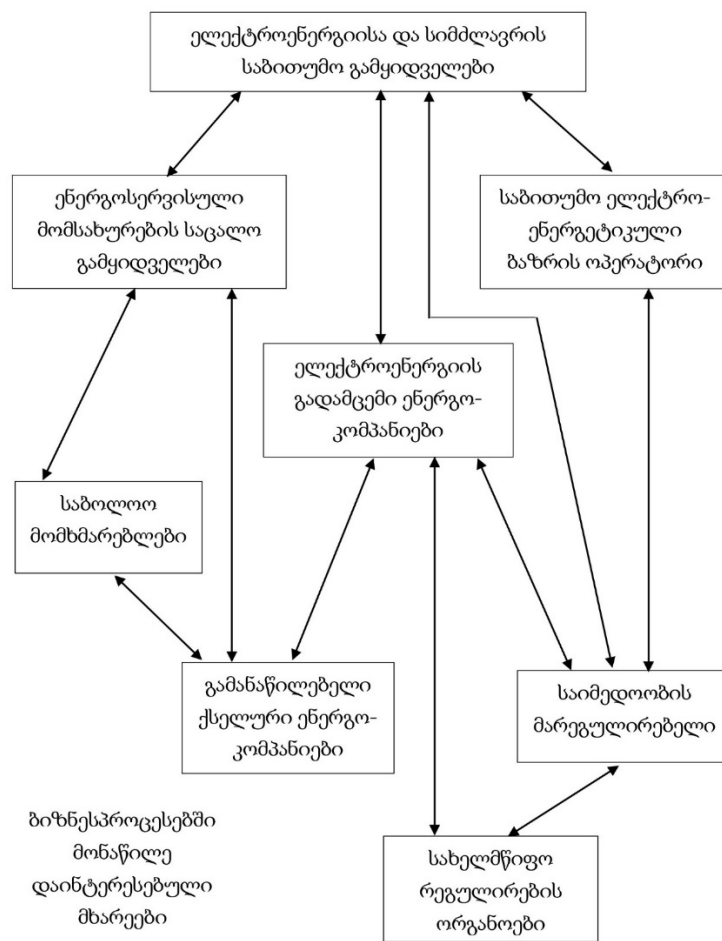 ელექტროენერგიისა და სიმძლავრის
საბითუმო გამყიდველები
ენერგოსერვისული
მომსახურების საცალო
გამყიდველები
საბითუმო ელექტრო-
ენერგეტიკული
ბაზრის ოპერატორი
ელექტროენერგიის
გადამცემი ენერგო-
კომპანიები
საბოლოო
მომხმარებლები
გამანაწილებელი
ქსელური ენერგო-
კომპანიები
საიმედოობის
მარეგულირებელი
ბიზნესპროცესებში
მონაწილე
დაინტერესებული
მხარეები
სახელმწიფო
რეგულირების
ორგანოები